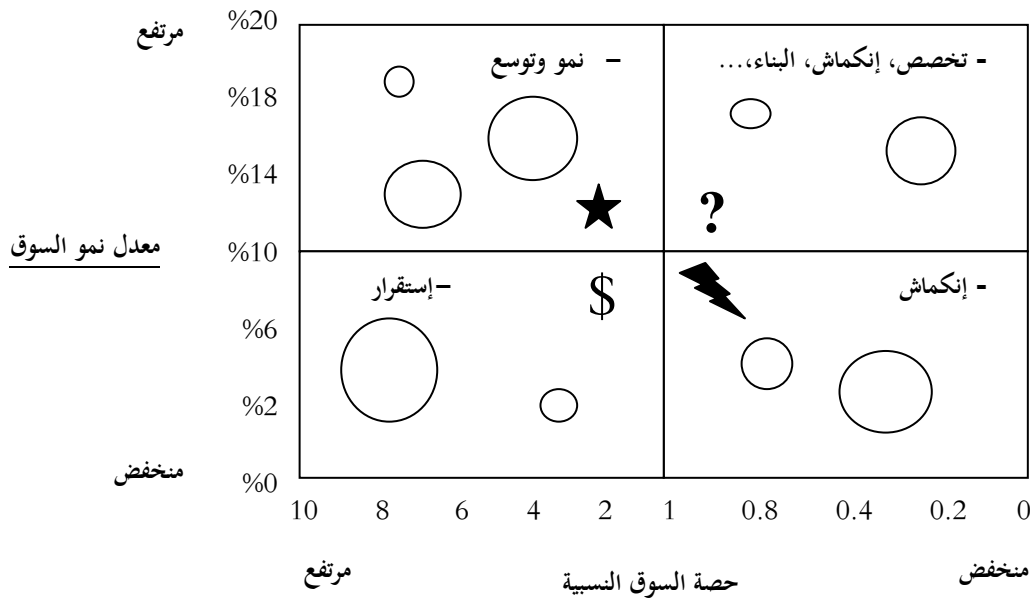 مرتفع
%20
– نمو وتوسع
- تخصص، إنكماش، البناء،...
%18
%14
?
معدل نمو السوق
%10
–إستقرار
$
- إنكماش
%6
%2
منخفض
%0
10 8 6 4 2 1 0.8 0.4 0.2 0
مرتفع
حصة السوق النسبية
منخفض